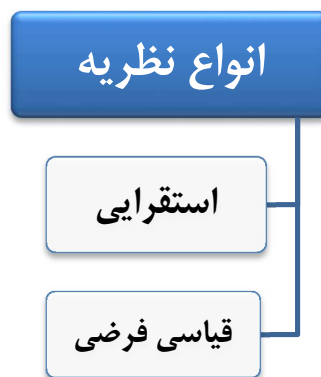 انواع نظریه
استقرایی
قیاسی فرضی